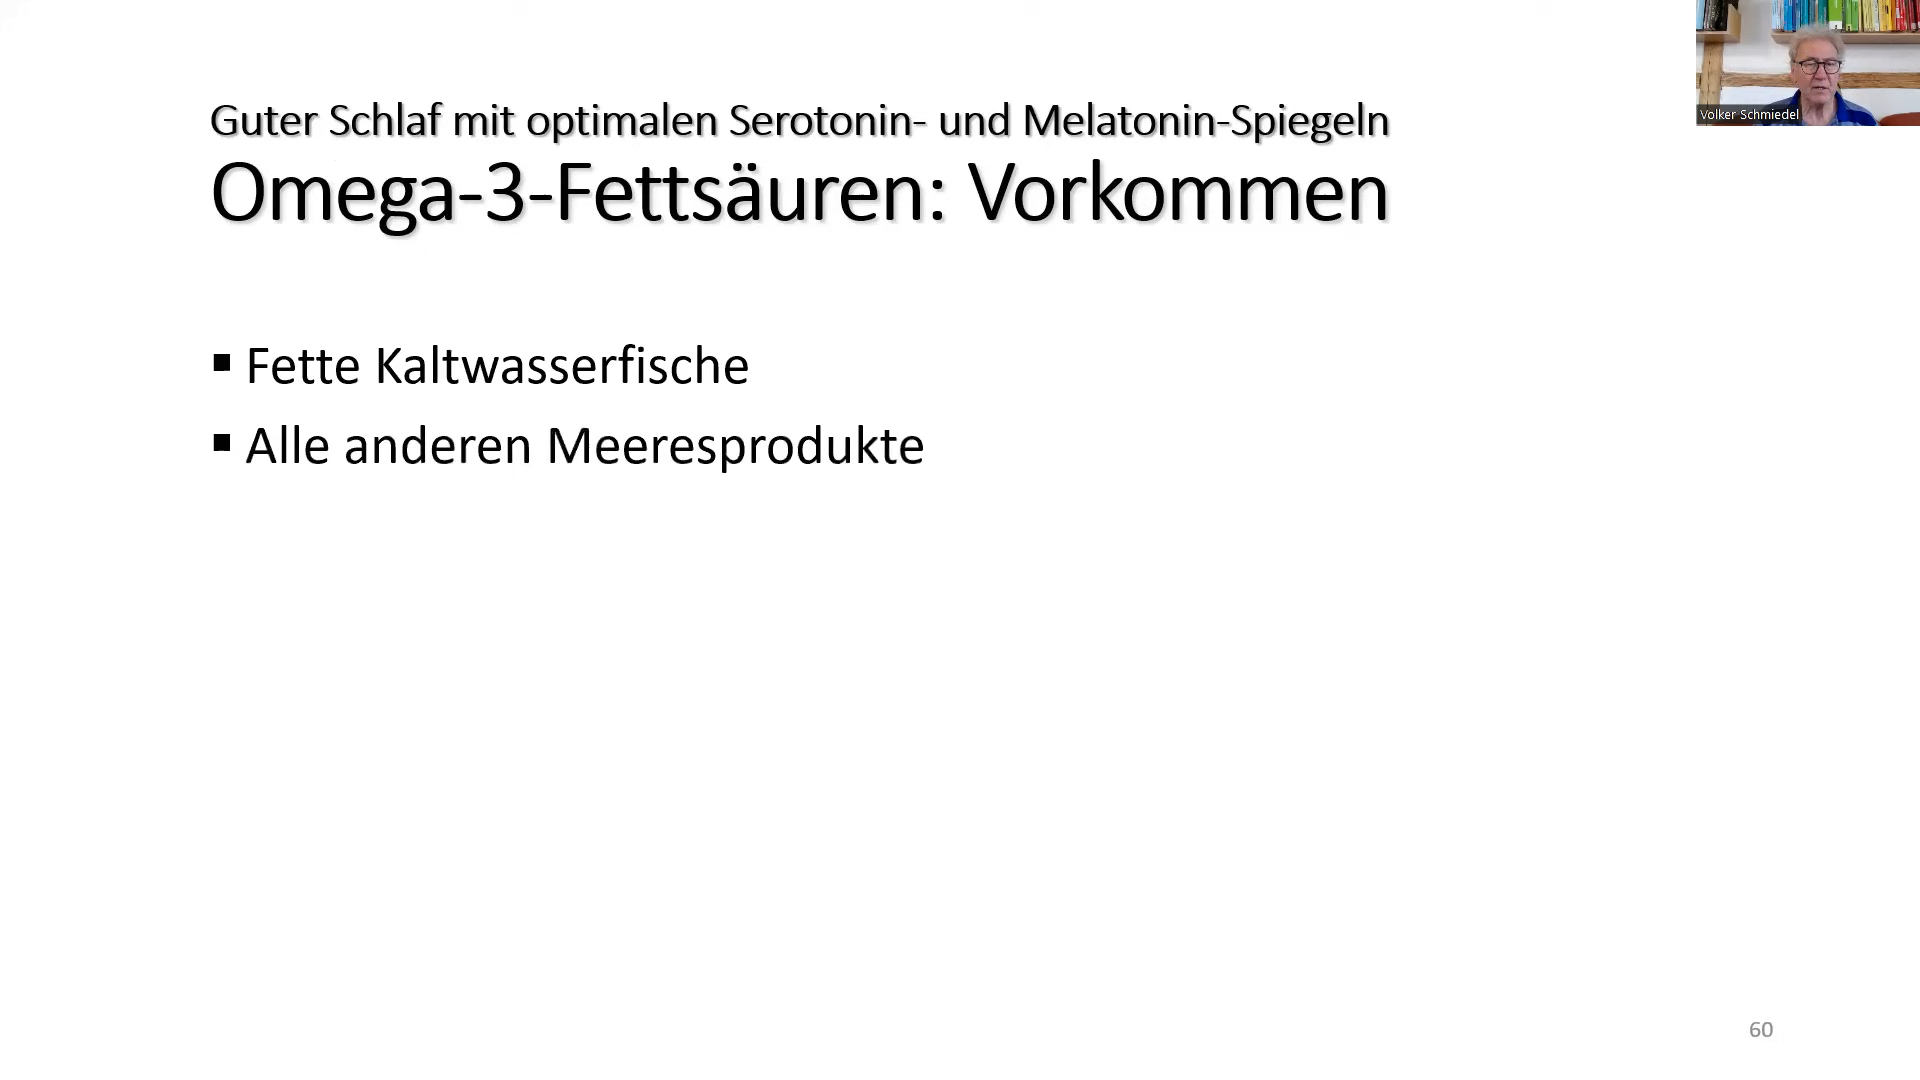 Guter Schlaf mit optimalen Serotonin- und Melatonin-Spiegeln
Omega-3-Fettsäuren: Vorkommen
▪ Fette Kaltwasserfische
▪ Alle anderen Meeresprodukte
Volker Schmiedel
60